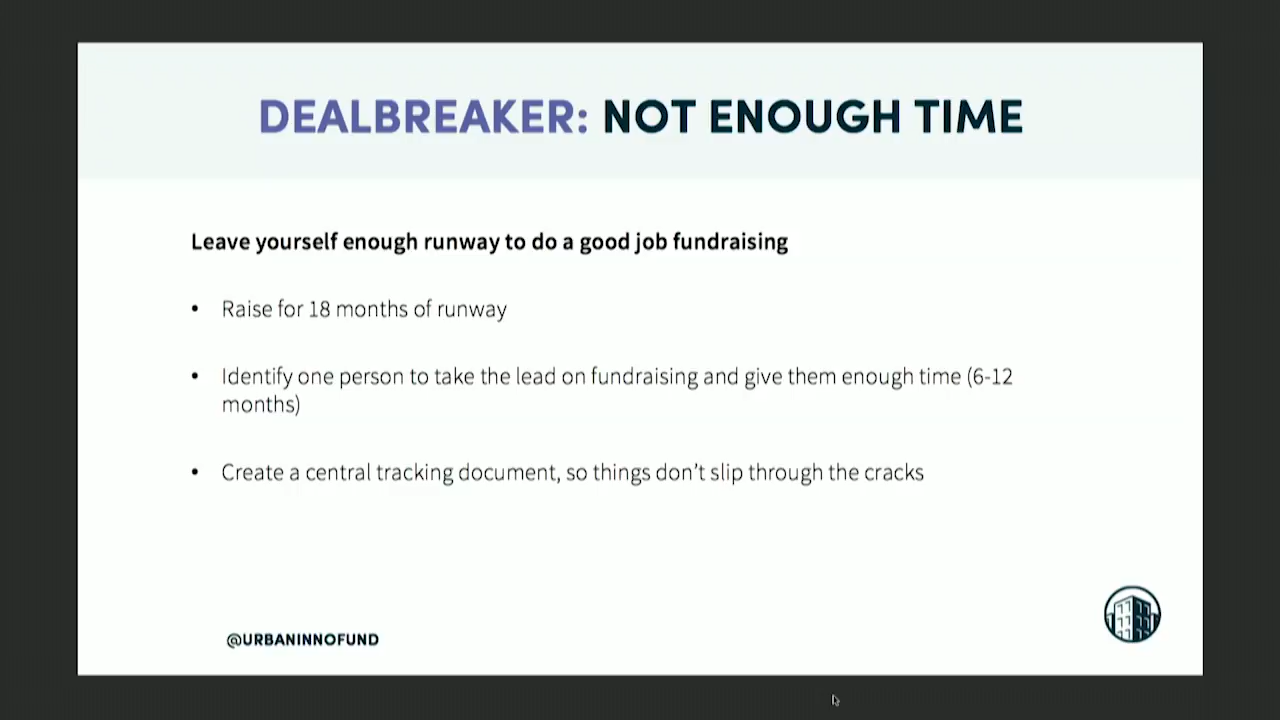 DEALBREAKER: NOT ENOUGH TIME
Leave yourself enough runway to do a good job fundraising
• Raise for 18 months of runway
• Identify one person to take the lead on fundraising and give them enough time (6-12
months)
• Create a central tracking document, so things don’t slip through the cracks
@URBANINNOFUND